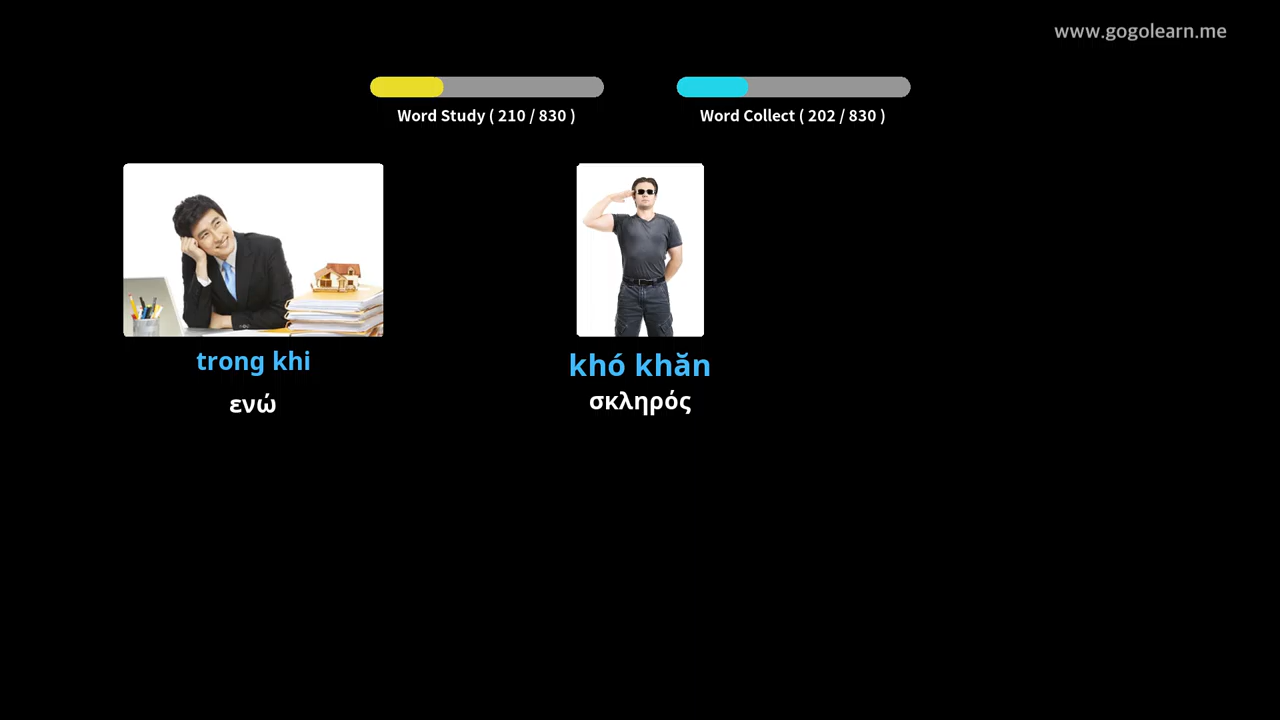 www.gogolearn.me
Word Study ( 210 / 830 )
Word Collect ( 202 / 830 )
trong khi
ενώ
khó khăn
σκληρός